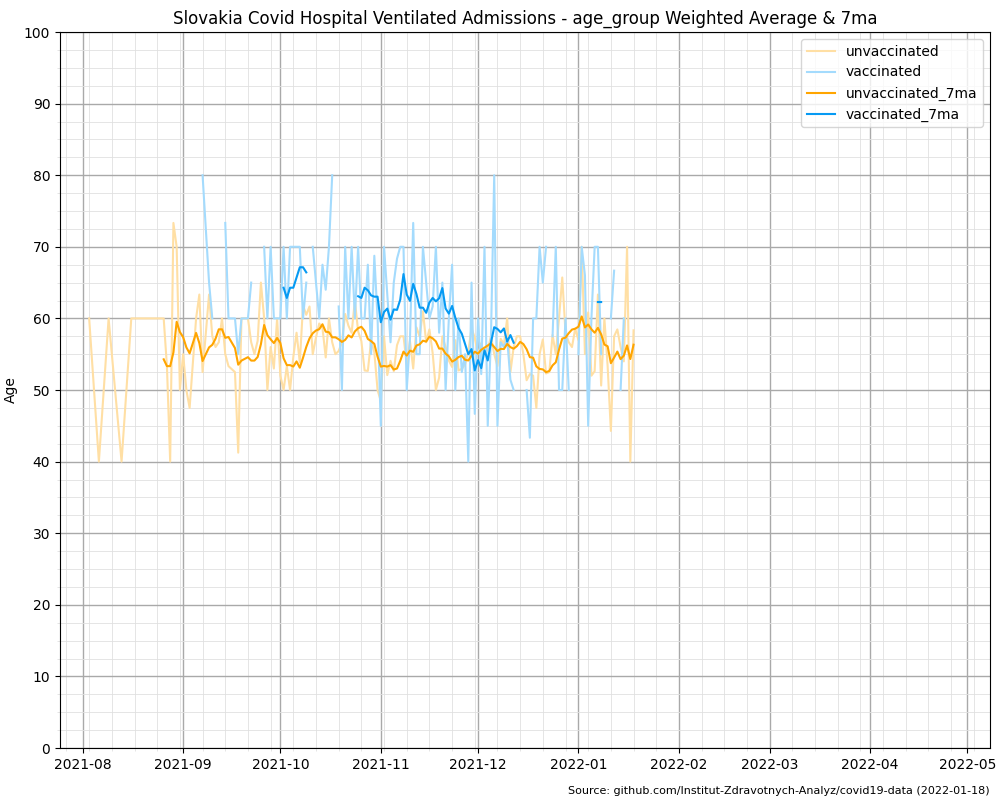 Slovakia Covid Hospital Ventilated Admissions - age_group Weighted Average & 7ma
unvaccinated
vaccinated
unvaccinated_7ma
vaccinated_7ma
Age
100
90
80
70
60
50
40
30
20
10
0
2021-08 2021-09 2021-10 2021-11 2021-12 2022-01 2022-02 2022-03 2022-04 2022-05
Source: github.com/Institut-Zdravotnych-Analyz/covid19-data (2022-01-18)